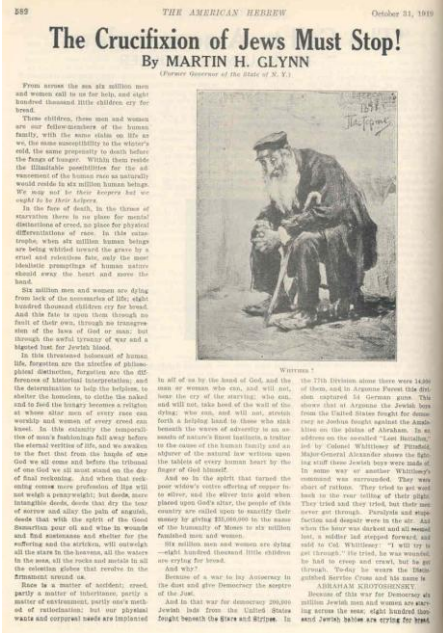 582 THE AMERICAN HEBREW October 31, 1919
The Crucifixion of Jews Must Stop!
By MARTIN H. GLYNN
(Former Governor of the State of N. Y.)
From across the sea six million men
and women call to us for help, and eight
hundred thousand little children cry for
bread.
These children, these men and women
are our fellow-members of the human
family, with the same claim on life as
we, the same susceptibility to the winter's
cold, the same propensity to death before
the fangs of hunger. Within them reside
the illimitable possibilities for the ad-
vancement of the human race as naturally
would reside in six million human beings.
We may not be their keepers but we
ought to be their helpers.
In the face of death, in the throes of
starvation there is no place for mental
distinctions of creed, no place for physical
differentiations of race. In this catas-
trophe, when six million human beings
are being whirled toward the grave by a
cruel and relentless fate, only the most
idealistic promptings of human nature
should sway the heart and move the
hand.
Six million men and women are dying
from lack of the necessaries of life; eight
hundred thousand children cry for bread.
And this fate is upon them through no
fault of their own, through no transgres-
sion of the laws of God or man; but
through the awful tyranny of war and a
bigoted lust for Jewish blood.
In this threatened holocaust of human
life, forgotten are the niceties of philoso-
phical distinction, forgotten are the dif-
ferences of historical interpretation; and
the determination to help the helpless, to
shelter the homeless, to clothe the naked
and to feed the hungry becomes a religion
at whose altar men of every race can
worship and women of every creed can
kneel. In this calamity the temporali-
ties of man's fashionings fall away before
the eternal verities of life, and we awaken
to the fact that from the hands of one
God we all come and before the tribunal
of one God we all must stand on the day
of final reckoning. And when that reck-
oning comes mere profession of lips will
not weigh a pennyweight; but deeds, mere
intangible deeds, deeds that dry the tear
of sorrow and allay the pain of anguish,
deeds that with the spirit of the Good
Samaritan pour oil and wine in wounds
and find sustenance and shelter for the
suffering and the stricken, will outweigh
all the stars in the heavens, all the waters
in the seas, all the rocks and metals in all
the celestian globes that revolve in the
firmament around us.
Race is a matter of accident; creed,
partly a matter of inheritance, partly a
matter of environment, partly one's meth-
od of ratiocination; but our physical
wants and corporeal needs are implanted
WHITHER?
in all of us by the hand of God, and the
man or woman who can, and will not,
hear the cry of the starving; who can,
and will not, take heed of the wail of the
dying; who can, and will not, stretch
forth a helping hand to those who sink
beneath the waves of adversity is an as-
sassin of nature's finest instincts, a traitor
to the cause of the human family and an
abjurer of the natural law written upon
the tablets of every human heart by the
finger of God himself.
And so in the spirit that turned the
poor widow's votive offering of copper in-
to silver, and the silver into gold when
placed upon God's altar, the people of this
country are called upon to sanctify their
money by giving $35,000,000 in the name
of the humanity of Moses to six million
famished men and women.
Six million men and women are dying
—eight hundred thousand little children
are crying for bread.
And why?
Because of a war to lay Autocracy in
the dust and give Democracy the sceptre
of the Just.
And in that war for democracy 200,000
Jewish lads from the United States
fought beneath the Stars and Stripes. In
the 77th Division alone there were 14,000
of them, and in Argonne Forest this divi-
sion captured 54 German guns. This
shows that at Argonne the Jewish boys
from the United States fought for democ-
racy as Joshua fought against the Amale-
kites on the plains of Abraham. In an
address on the so-called "Lost Battalion,"
led by Colonel Whittlesey of Pittsfield,
Major-General Alexander shows the fight-
ing stuff these Jewish boys were made of.
In some way or another Whittlesey's
command was surrounded. They were
short of rations. They tried to get word
back to the rear telling of their plight.
They tried and they tried, but their men
never got through. Paralysis and stupe-
faction and despair were in the air. And
when the hour was darkest and all seemed
lost, a soldier lad stepped forward, and
said to Col. Whittlesey: "I will try to
get through." He tried, he was wounded,
he had to creep and crawl, but he got
through. To-day he wears the Distin-
guished Service Cross and his name is
ABRAHAM KROTOSHINSKY.
Because of this war for Democracy six
million Jewish men and women are starv-
ing across the seas; eight hundred thou-
sand Jewish babies are crying for bread.